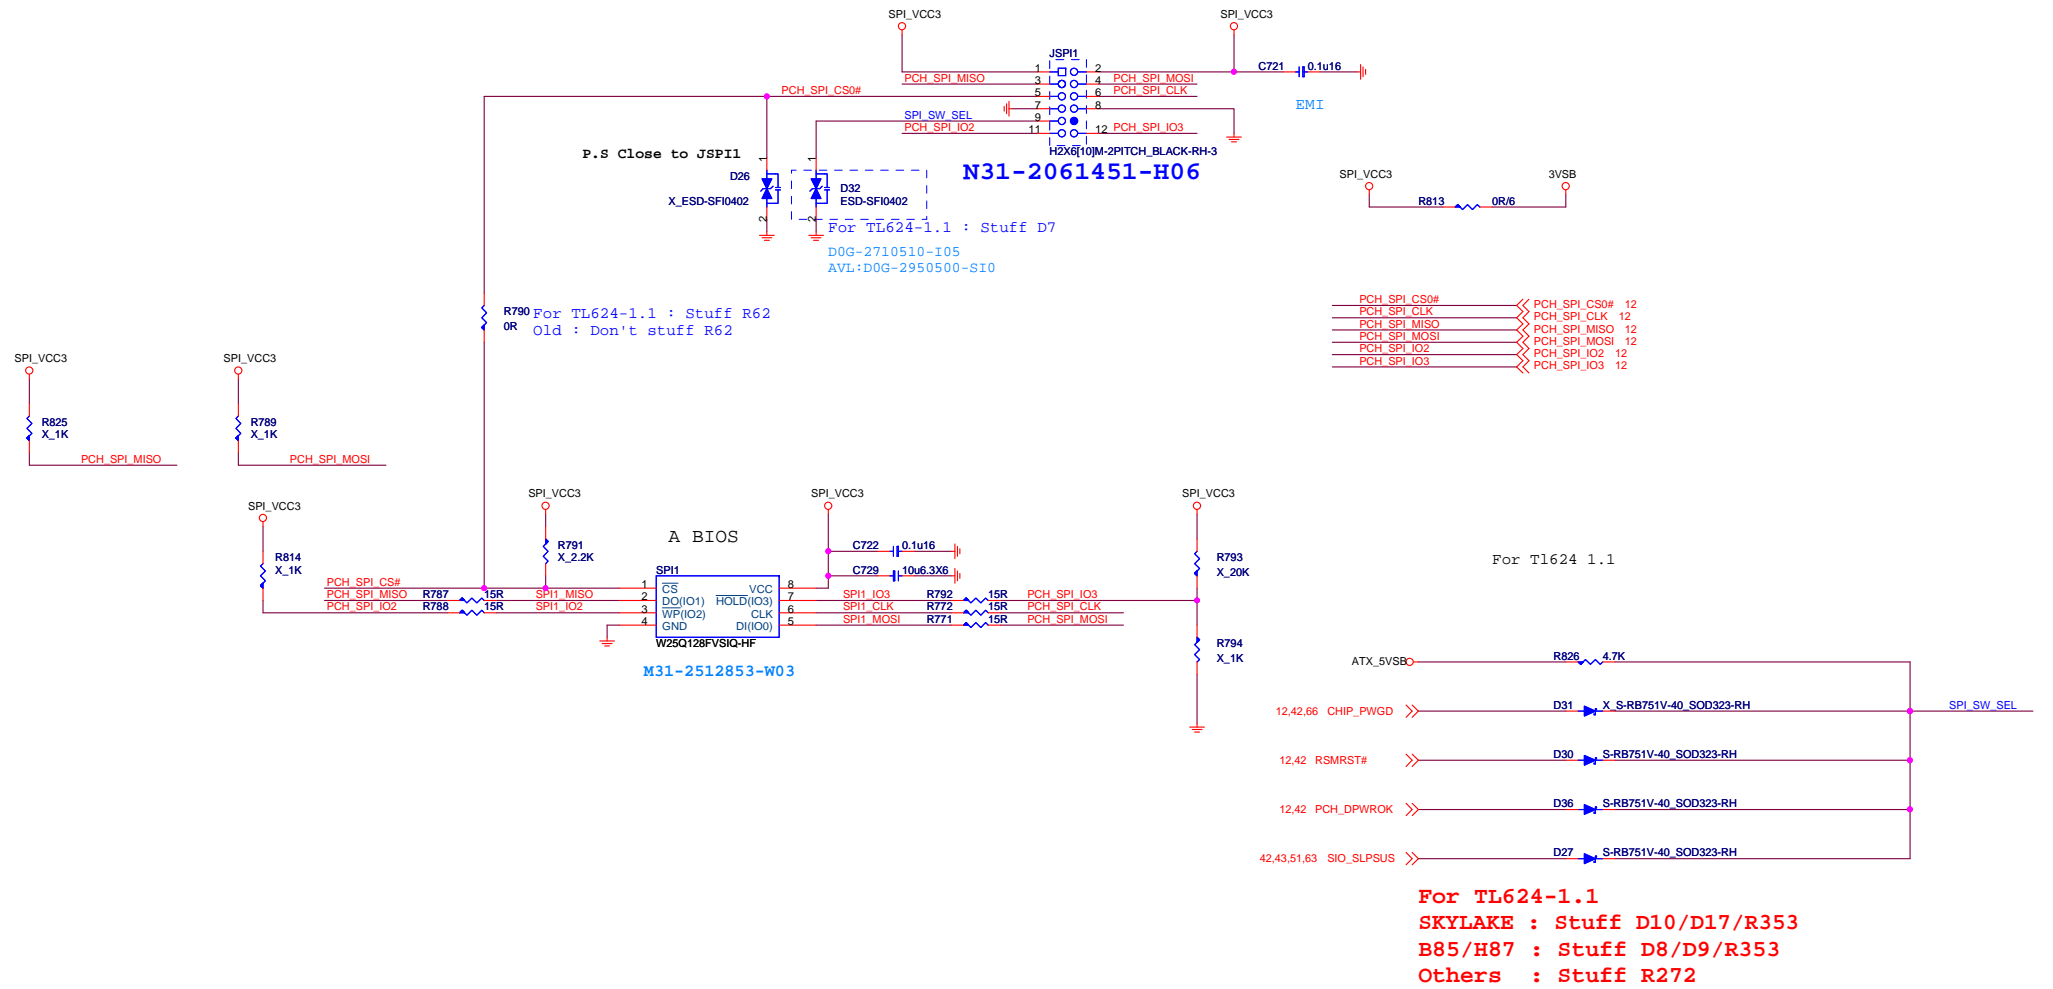 SPI_VCC3
SPI_VCC3
JSPI1
1 2
C721 0.1u16
PCH_SPI_MISO 3 4 PCH_SPI_MOSI
PCH_SPI_CS0# 5 6 PCH_SPI_CLK
7 8
EMI
SPI_SW_SEL 9
PCH_SPI_IO2 11 12 PCH_SPI_IO3
H2X6[10]M-2PITCH_BLACK-RH-3
N31-2061451-H06
P.S Close to JSPI1
1
1
D26
X_ESD-SFI0402
2
D32
ESD-SFI0402
2
For TL624-1.1 : Stuff D7
D0G-2710510-I05
AVL:D0G-2950500-SI0
SPI_VCC3 3VSB
R813 0R/6
R790
0R
For TL624-1.1 : Stuff R62
Old : Don't stuff R62
PCH_SPI_CS0# PCH_SPI_CS0# 12
PCH_SPI_CLK PCH_SPI_CLK 12
PCH_SPI_MISO PCH_SPI_MISO 12
PCH_SPI_MOSI PCH_SPI_MOSI 12
PCH_SPI_IO2 PCH_SPI_IO2 12
PCH_SPI_IO3 PCH_SPI_IO3 12
SPI_VCC3
R825
X_1K
PCH_SPI_MISO
SPI_VCC3
R789
X_1K
PCH_SPI_MOSI
SPI_VCC3
R814
X_1K
SPI_VCC3
R791
X_2.2K
A BIOS
SPI_VCC3
C722 0.1u16
C729 10u6.3X6
SPI1
PCH_SPI_CS# 1 CS VCC 8
PCH_SPI_MISO R787 15R SPI1_MISO 2 DO(IO1) HOLD(IO3) 7 SPI1_IO3 R792 15R PCH_SPI_IO3
PCH_SPI_IO2 R788 15R SPI1_IO2 3 WP(IO2) CLK 6 SPI1_CLK R772 15R PCH_SPI_CLK
4 GND DI(IO0) 5 SPI1_MOSI R771 15R PCH_SPI_MOSI
W25Q128FVSIQ-HF
M31-2512853-W03
SPI_VCC3
R793
X_20K
R794
X_1K
For Tl624 1.1
ATX_5VSB R826 4.7K
12,42,66 CHIP_PWGD D31 X_S-RB751V-40_SOD323-RH SPI_SW_SEL
12,42 RSMRST# D30 S-RB751V-40_SOD323-RH
12,42 PCH_DPWROK D36 S-RB751V-40_SOD323-RH
42,43,51,63 SIO_SLPSUS D27 S-RB751V-40_SOD323-RH
For TL624-1.1
SKYLAKE : Stuff D10/D17/R353
B85/H87 : Stuff D8/D9/R353
Others : Stuff R272